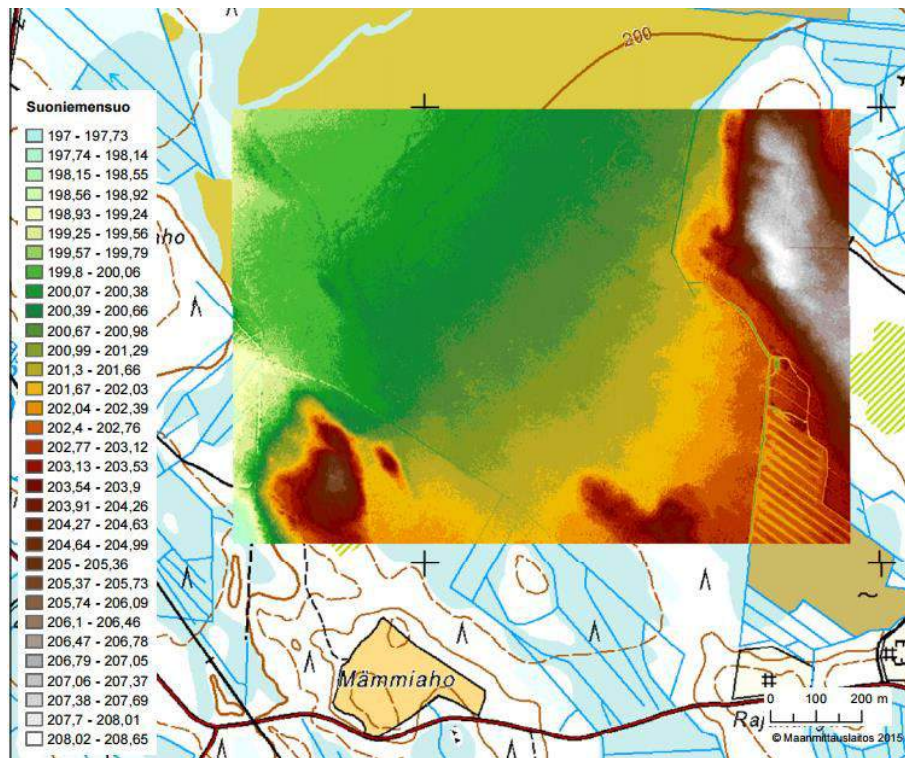 200
Suoniemensuo
197 - 197,73
197,74 - 198,14
198,15 - 198,55
198,56 - 198,92
198,93 - 199,24
199,25 - 199,56
199,57 - 199,79
199,8 - 200,06
200,07 - 200,38
200,39 - 200,66
200,67 - 200,98
200,99 - 201,29
201,3 - 201,66
201,67 - 202,03
202,04 - 202,39
202,4 - 202,76
202,77 - 203,12
203,13 - 203,53
203,54 - 203,9
203,91 - 204,26
204,27 - 204,63
204,64 - 204,99
205 - 205,36
205,37 - 205,73
205,74 - 206,09
206,1 - 206,46
206,47 - 206,78
206,79 - 207,05
207,06 - 207,37
207,38 - 207,69
207,7 - 208,01
208,02 - 208,65
Mämmiaho
0 100 200 m
© Maanmittauslaitos 2015